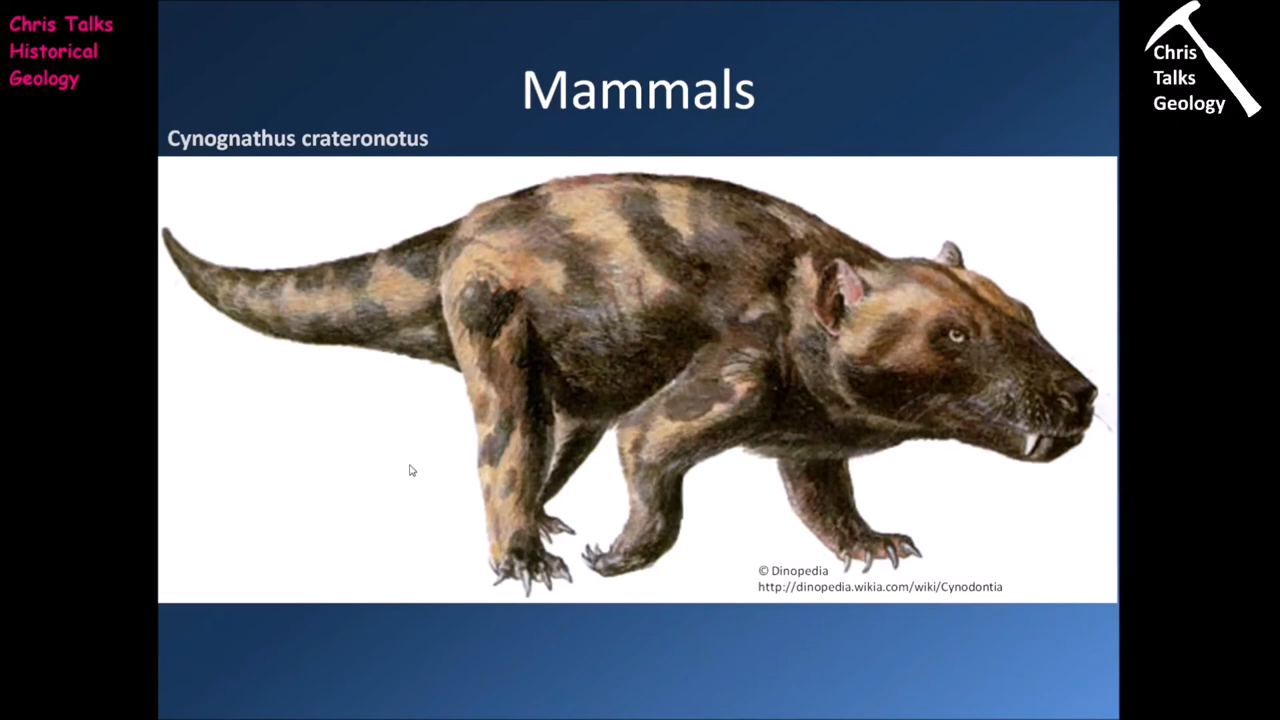 Chris Talks
Historical
Geology
Chris
Talks
Geology
Mammals
Cynognathus crateronotus
© Dinopedia
http://dinopedia.wikia.com/wiki/Cynodontia